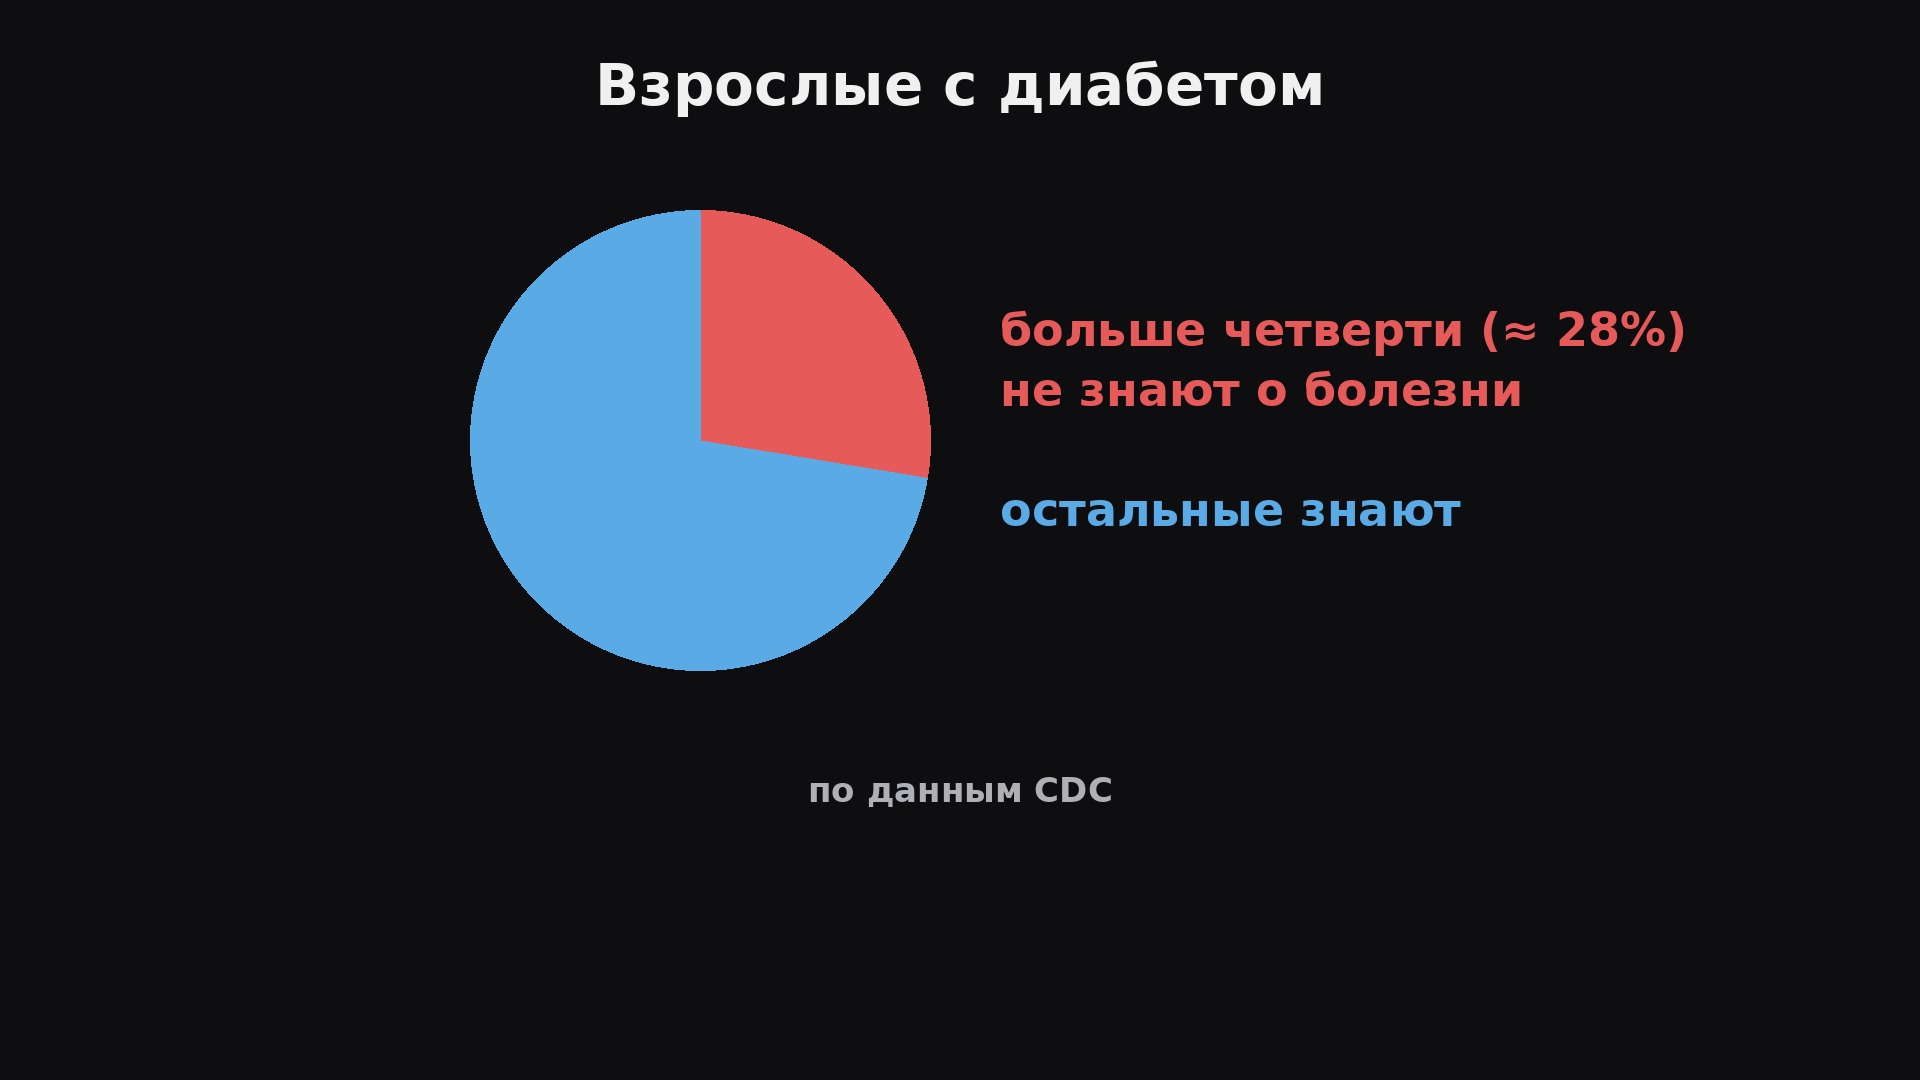 Взрослые с диабетом
больше четверти (≈ 28%)
не знают о болезни
остальные знают
по данным CDC